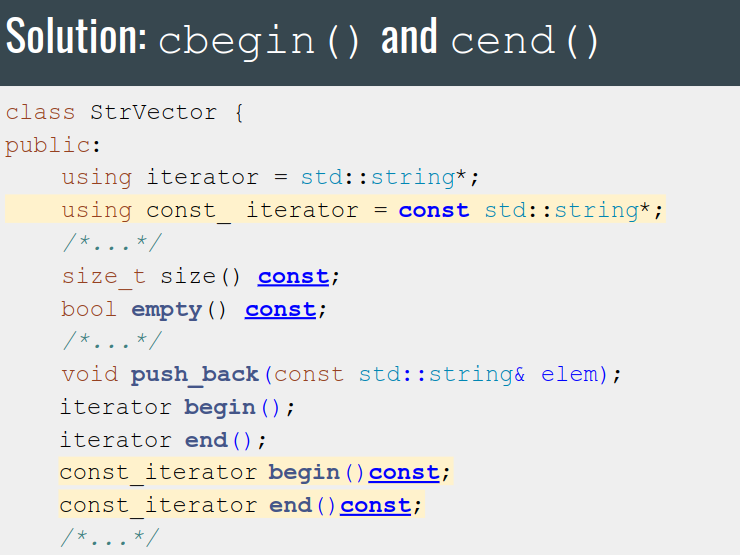 Solution: cbegin() and cend()
class StrVector {
public:
    using iterator = std::string*;
    using const_ iterator = const std::string*;
    /*...*/
    size_t size() const;
    bool empty() const;
    /*...*/
    void push_back(const std::string& elem);
    iterator begin();
    iterator end();
    const_iterator begin()const;
    const_iterator end()const;
    /*...*/